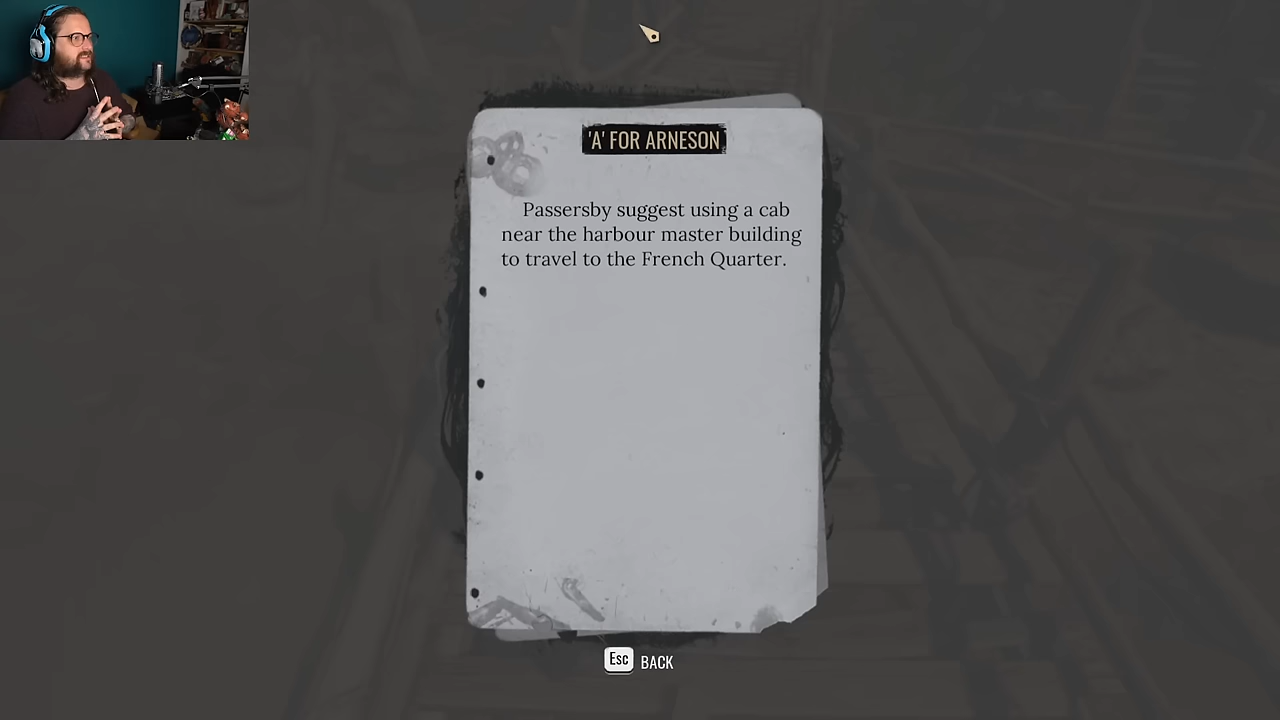 'A' FOR ARNESON
Passersby suggest using a cab
near the harbour master building
to travel to the French Quarter.
Esc BACK